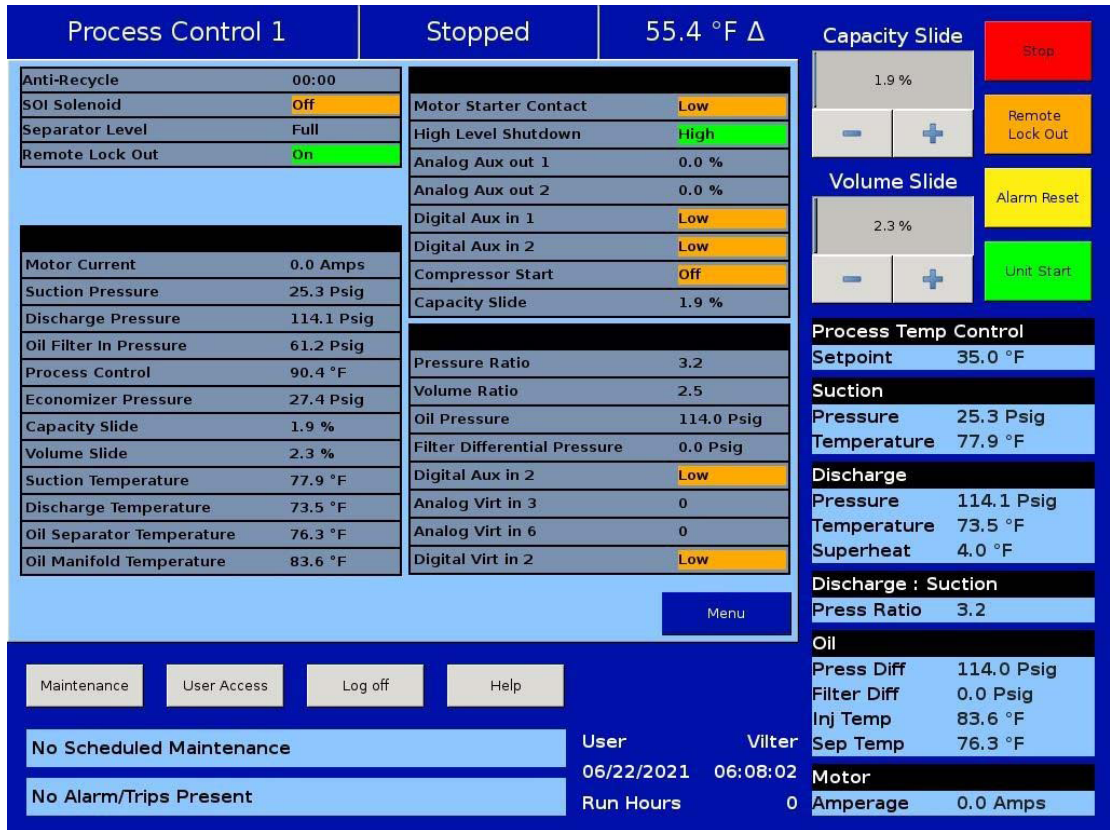 Process Control 1
Stopped
55.4 °F Δ
Anti-Recycle 00:00
SOI Solenoid Off
Separator Level Full
Remote Lock Out On
Motor Current 0.0 Amps
Suction Pressure 25.3 Psig
Discharge Pressure 114.1 Psig
Oil Filter In Pressure 61.2 Psig
Process Control 90.4 °F
Economizer Pressure 27.4 Psig
Capacity Slide 1.9 %
Volume Slide 2.3 %
Suction Temperature 77.9 °F
Discharge Temperature 73.5 °F
Oil Separator Temperature 76.3 °F
Oil Manifold Temperature 83.6 °F
Motor Starter Contact Low
High Level Shutdown High
Analog Aux out 1 0.0 %
Analog Aux out 2 0.0 %
Digital Aux in 1 Low
Digital Aux in 2 Low
Compressor Start Off
Capacity Slide 1.9 %
Pressure Ratio 3.2
Volume Ratio 2.5
Oil Pressure 114.0 Psig
Filter Differential Pressure 0.0 Psig
Digital Aux in 2 Low
Analog Virt in 3 0
Analog Virt in 6 0
Digital Virt in 2 Low
Menu
Maintenance
User Access
Log off
Help
No Scheduled Maintenance
No Alarm/Trips Present
User Vilter
06/22/2021 06:08:02
Run Hours 0
Capacity Slide
1.9 %
Volume Slide
2.3 %
Stop
Remote
Lock Out
Alarm Reset
Unit Start
Process Temp Control
Setpoint 35.0 °F
Suction
Pressure 25.3 Psig
Temperature 77.9 °F
Discharge
Pressure 114.1 Psig
Temperature 73.5 °F
Superheat 4.0 °F
Discharge : Suction
Press Ratio 3.2
Oil
Press Diff 114.0 Psig
Filter Diff 0.0 Psig
Inj Temp 83.6 °F
Sep Temp 76.3 °F
Motor
Amperage 0.0 Amps